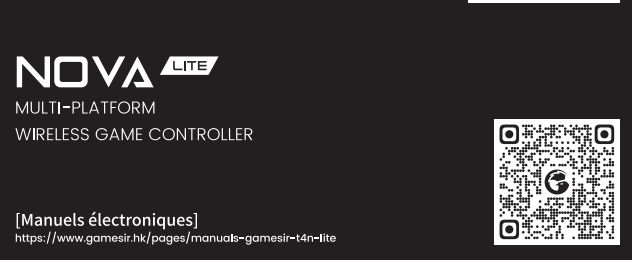 NOVA LITE
MULTI-PLATFORM
WIRELESS GAME CONTROLLER
[Manuels électroniques]
https://www.gamesir.hk/pages/manuals-gamesir-t4n-lite